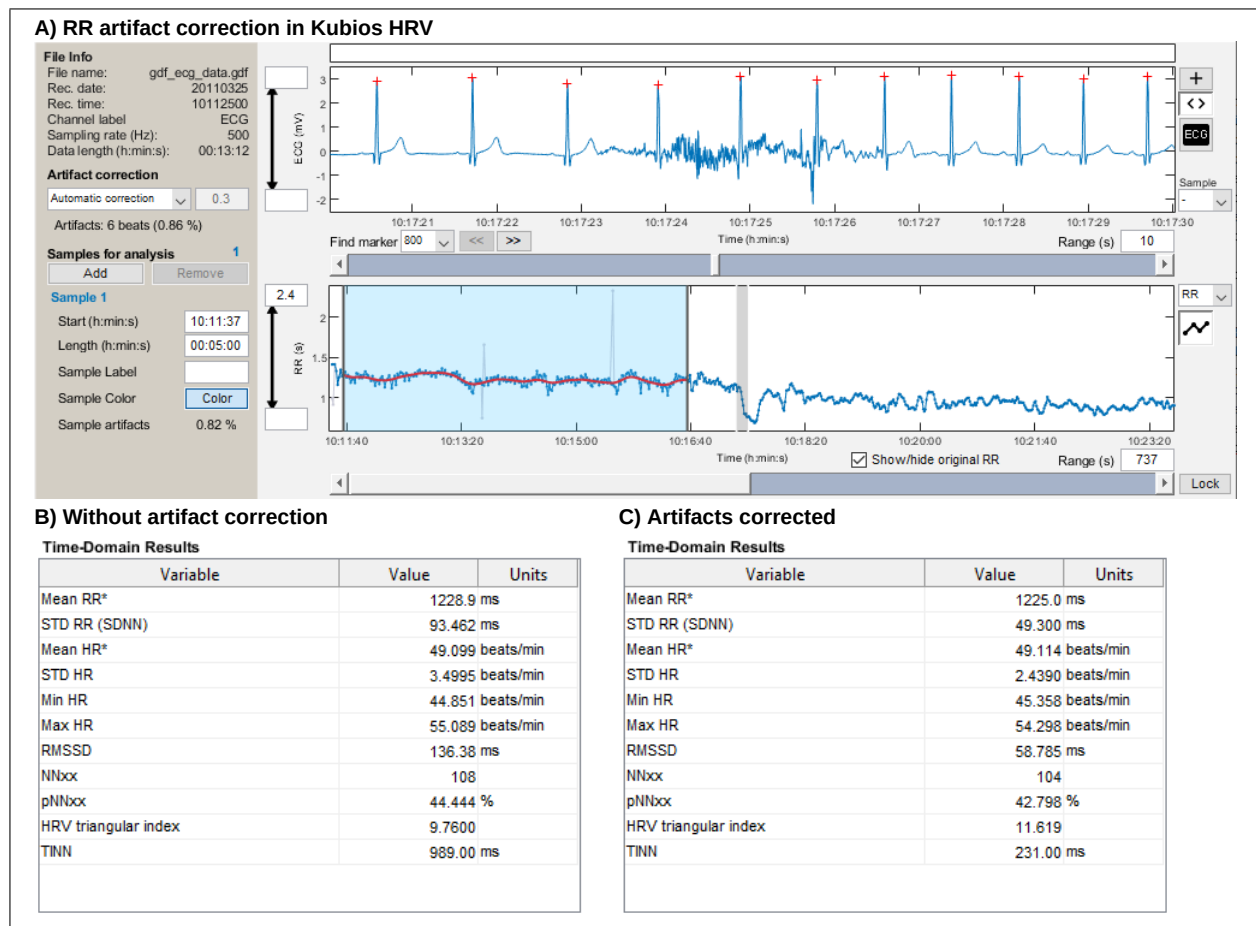 A) RR artifact correction in Kubios HRV
File Info
File name: gdf_ecg_data.gdf
Rec. date: 20110325
Rec. time: 10112500
Channel label ECG
Sampling rate (Hz): 500
Data length (h:min:s): 00:13:12
Artifact correction
Automatic correction 0.3
Artifacts: 6 beats (0.86 %)
Samples for analysis 1
Add Remove
Sample 1
Start (h:min:s) 10:11:37
Length (h:min:s) 00:05:00
Sample Label
Sample Color Color
Sample artifacts 0.82 %
ECG (mV)
3
2
1
0
-1
-2
10:17:21 10:17:22 10:17:23 10:17:24 10:17:25 10:17:26 10:17:27 10:17:28 10:17:29 10:17:30
Find marker 800 << >> Time (h:min:s) Range (s) 10
+
<>
ECG
Sample
-
2.4
RR (s)
2
1.5
1
RR
10:11:40 10:13:20 10:15:00 10:16:40 10:18:20 10:20:00 10:21:40 10:23:20
Time (h:min:s) Show/hide original RR Range (s) 737
Lock
B) Without artifact correction
Time-Domain Results
Variable Value Units
Mean RR* 1228.9 ms
STD RR (SDNN) 93.462 ms
Mean HR* 49.099 beats/min
STD HR 3.4995 beats/min
Min HR 44.851 beats/min
Max HR 55.089 beats/min
RMSSD 136.38 ms
NNxx 108
pNNxx 44.444 %
HRV triangular index 9.7600
TINN 989.00 ms
C) Artifacts corrected
Time-Domain Results
Variable Value Units
Mean RR* 1225.0 ms
STD RR (SDNN) 49.300 ms
Mean HR* 49.114 beats/min
STD HR 2.4390 beats/min
Min HR 45.358 beats/min
Max HR 54.298 beats/min
RMSSD 58.785 ms
NNxx 104
pNNxx 42.798 %
HRV triangular index 11.619
TINN 231.00 ms